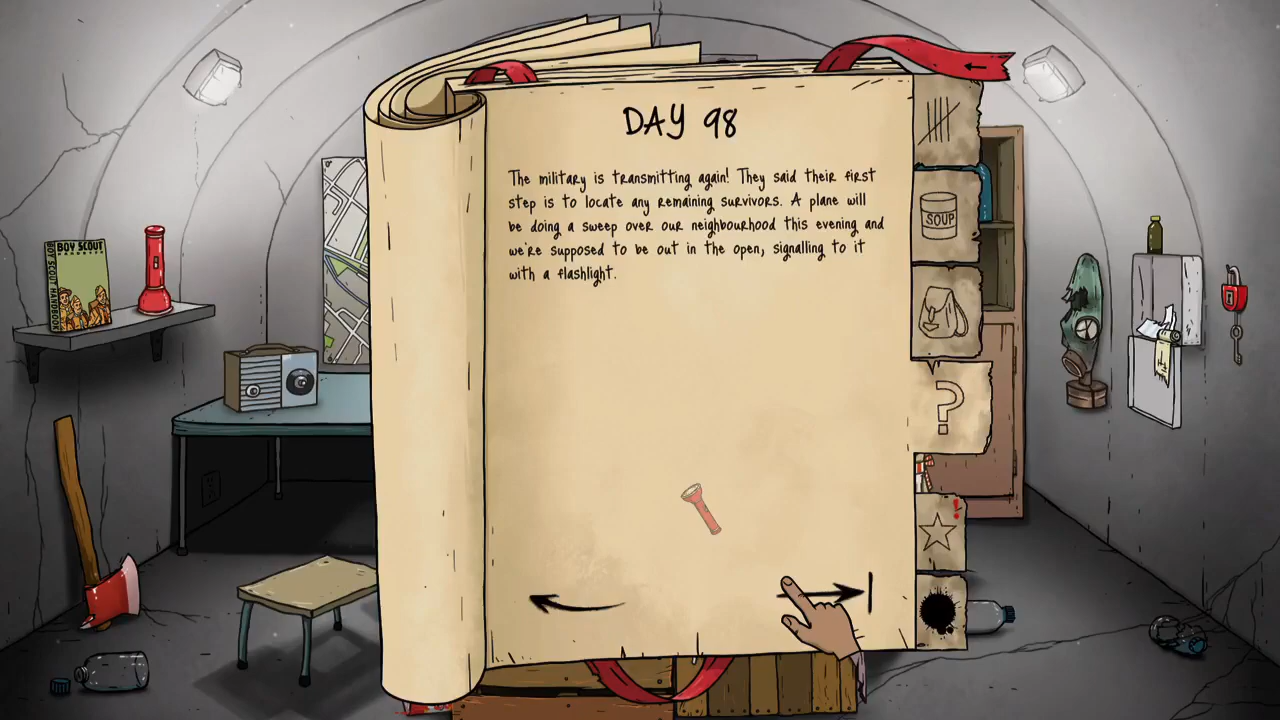 DAY 98
The military is transmitting again! They said their first
step is to locate any remaining survivors. A plane will
be doing a sweep over our neighbourhood this evening and
we're supposed to be out in the open, signalling to it
with a flashlight.
BOY SCOUT
BOY SCOUT HANDBOOK
SOUP